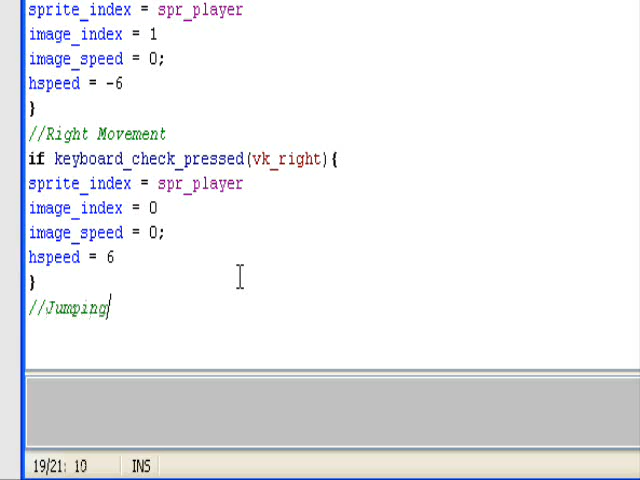 sprite_index = spr_player
image_index = 1
image_speed = 0;
hspeed = -6
}
//Right Movement
if keyboard_check_pressed(vk_right){
sprite_index = spr_player
image_index = 0
image_speed = 0;
hspeed = 6
}
//Jumping
19/21: 10 INS